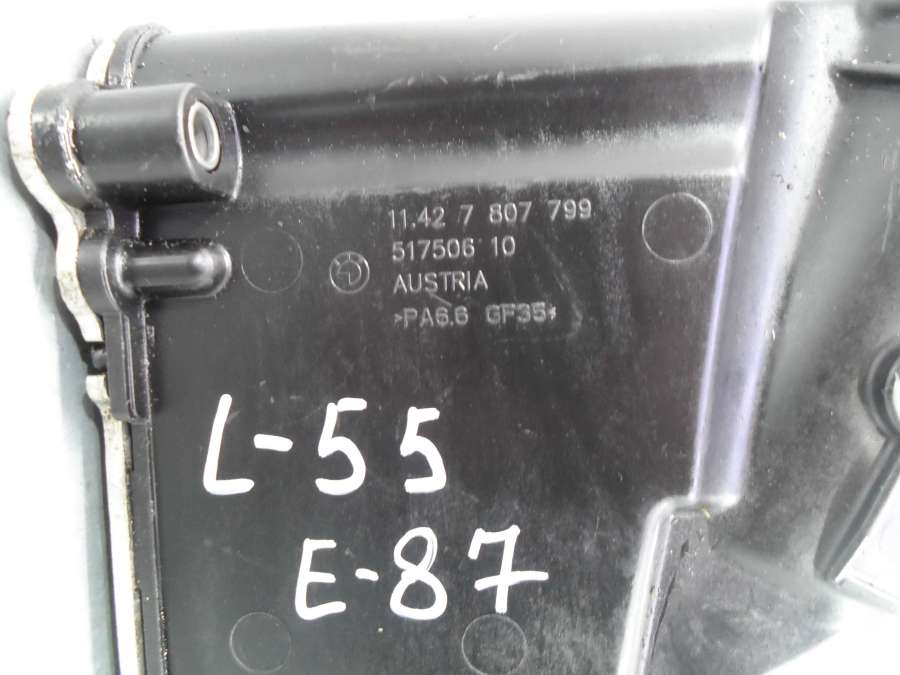 11.42 7 807 799
517506 10
AUSTRIA
>PA6.6 GF35<
L-55
E-87